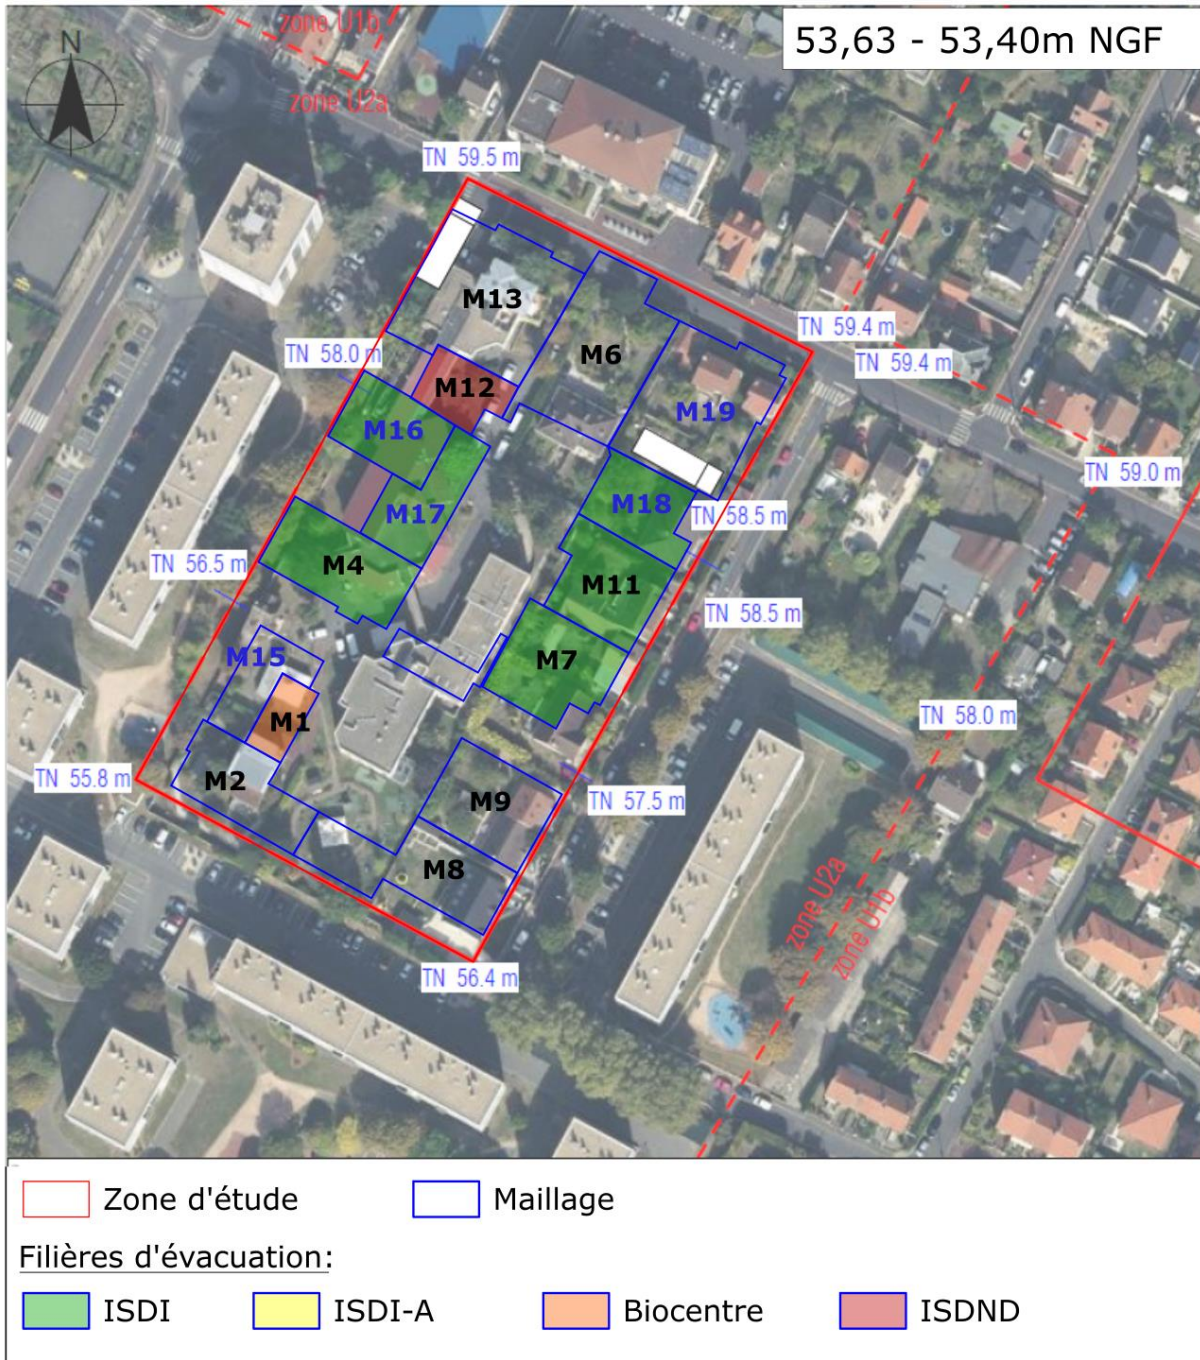 zone U1b
53,63 - 53,40m NGF
N
zone U2a
TN 59.5 m
M13
TN 59.4 m
TN 58.0 m
M6
TN 59.4 m
M12
M19
M16
TN 59.0 m
M18
M17
TN 58.5 m
TN 56.5 m
M4
M11
TN 58.5 m
M15
M7
M1
TN 58.0 m
TN 55.8 m
M2
M9
TN 57.5 m
M8
zone U2a
zone U1b
TN 56.4 m
Zone d'étude
Maillage
Filières d'évacuation:
ISDI
ISDI-A
Biocentre
ISDND